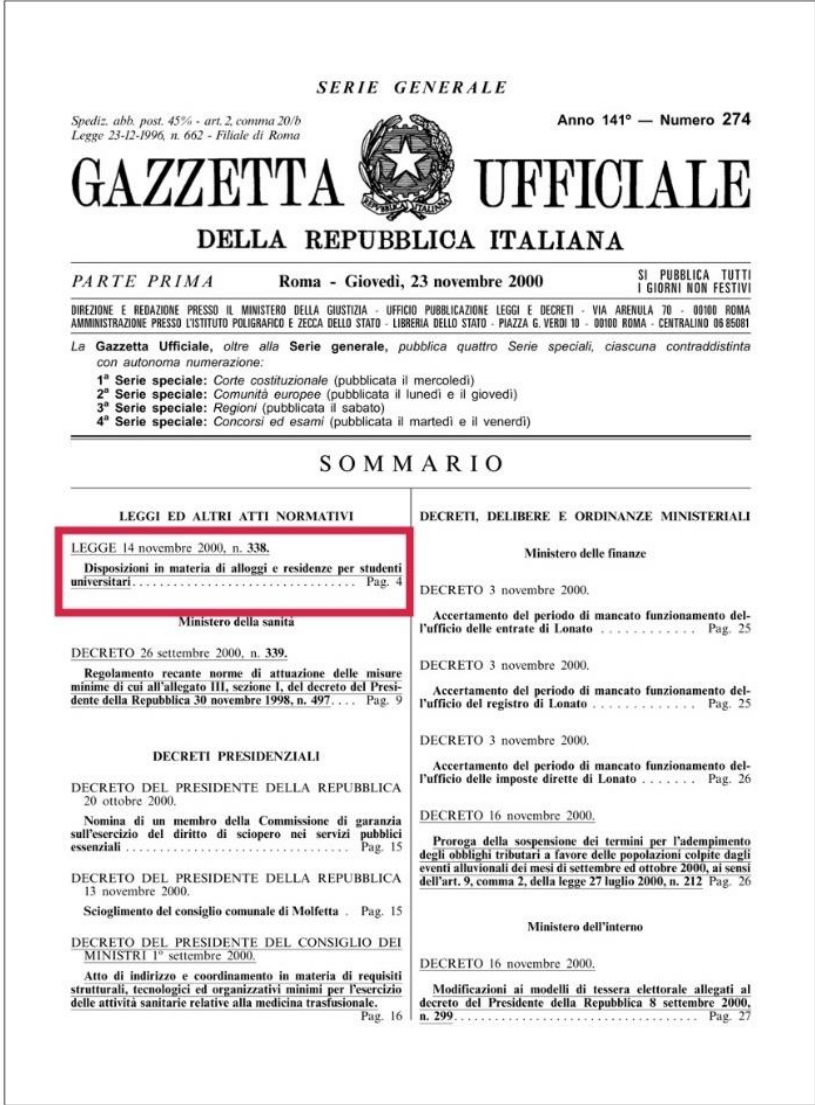 SERIE GENERALE
Spediz. abb. post. 45% - art. 2, comma 20/b
Legge 23-12-1996, n. 662 - Filiale di Roma
Anno 141° — Numero 274
GAZZETTA UFFICIALE
REPVBBLICA ITALIANA
DELLA REPUBBLICA ITALIANA
PARTE PRIMA
Roma - Giovedì, 23 novembre 2000
SI PUBBLICA TUTTI
I GIORNI NON FESTIVI
DIREZIONE E REDAZIONE PRESSO IL MINISTERO DELLA GIUSTIZIA - UFFICIO PUBBLICAZIONE LEGGI E DECRETI - VIA ARENULA 70 - 00100 ROMA
AMMINISTRAZIONE PRESSO L'ISTITUTO POLIGRAFICO E ZECCA DELLO STATO - LIBRERIA DELLO STATO - PIAZZA G. VERDI 10 - 00100 ROMA - CENTRALINO 06 85081
La Gazzetta Ufficiale, oltre alla Serie generale, pubblica quattro Serie speciali, ciascuna contraddistinta
con autonoma numerazione:
1ª Serie speciale: Corte costituzionale (pubblicata il mercoledì)
2ª Serie speciale: Comunità europee (pubblicata il lunedì e il giovedì)
3ª Serie speciale: Regioni (pubblicata il sabato)
4ª Serie speciale: Concorsi ed esami (pubblicata il martedì e il venerdì)
SOMMARIO
LEGGI ED ALTRI ATTI NORMATIVI
LEGGE 14 novembre 2000, n. 338.
Disposizioni in materia di alloggi e residenze per studenti
universitari . . . . . . . . . . . . . . . . . . . . . . . . . . . . . . . . . Pag. 4
Ministero della sanità
DECRETO 26 settembre 2000, n. 339.
Regolamento recante norme di attuazione delle misure
minime di cui all'allegato III, sezione I, del decreto del Presi-
dente della Repubblica 30 novembre 1998, n. 497 . . . . Pag. 9
DECRETI PRESIDENZIALI
DECRETO DEL PRESIDENTE DELLA REPUBBLICA
20 ottobre 2000.
Nomina di un membro della Commissione di garanzia
sull'esercizio del diritto di sciopero nei servizi pubblici
essenziali . . . . . . . . . . . . . . . . . . . . . . . . . . . . . . . . . Pag. 15
DECRETO DEL PRESIDENTE DELLA REPUBBLICA
13 novembre 2000.
Scioglimento del consiglio comunale di Molfetta . Pag. 15
DECRETO DEL PRESIDENTE DEL CONSIGLIO DEI
MINISTRI 1º settembre 2000.
Atto di indirizzo e coordinamento in materia di requisiti
strutturali, tecnologici ed organizzativi minimi per l'esercizio
delle attività sanitarie relative alla medicina trasfusionale.
Pag. 16
DECRETI, DELIBERE E ORDINANZE MINISTERIALI
Ministero delle finanze
DECRETO 3 novembre 2000.
Accertamento del periodo di mancato funzionamento del-
l'ufficio delle entrate di Lonato . . . . . . . . . . . . Pag. 25
DECRETO 3 novembre 2000.
Accertamento del periodo di mancato funzionamento del-
l'ufficio del registro di Lonato . . . . . . . . . . . . . Pag. 25
DECRETO 3 novembre 2000.
Accertamento del periodo di mancato funzionamento del-
l'ufficio delle imposte dirette di Lonato . . . . . . . Pag. 26
DECRETO 16 novembre 2000.
Proroga della sospensione dei termini per l'adempimento
degli obblighi tributari a favore delle popolazioni colpite dagli
eventi alluvionali dei mesi di settembre ed ottobre 2000, ai sensi
dell'art. 9, comma 2, della legge 27 luglio 2000, n. 212 Pag. 26
Ministero dell'interno
DECRETO 16 novembre 2000.
Modificazioni ai modelli di tessera elettorale allegati al
decreto del Presidente della Repubblica 8 settembre 2000,
n. 299 . . . . . . . . . . . . . . . . . . . . . . . . . . . . . . . . . . . . Pag. 27